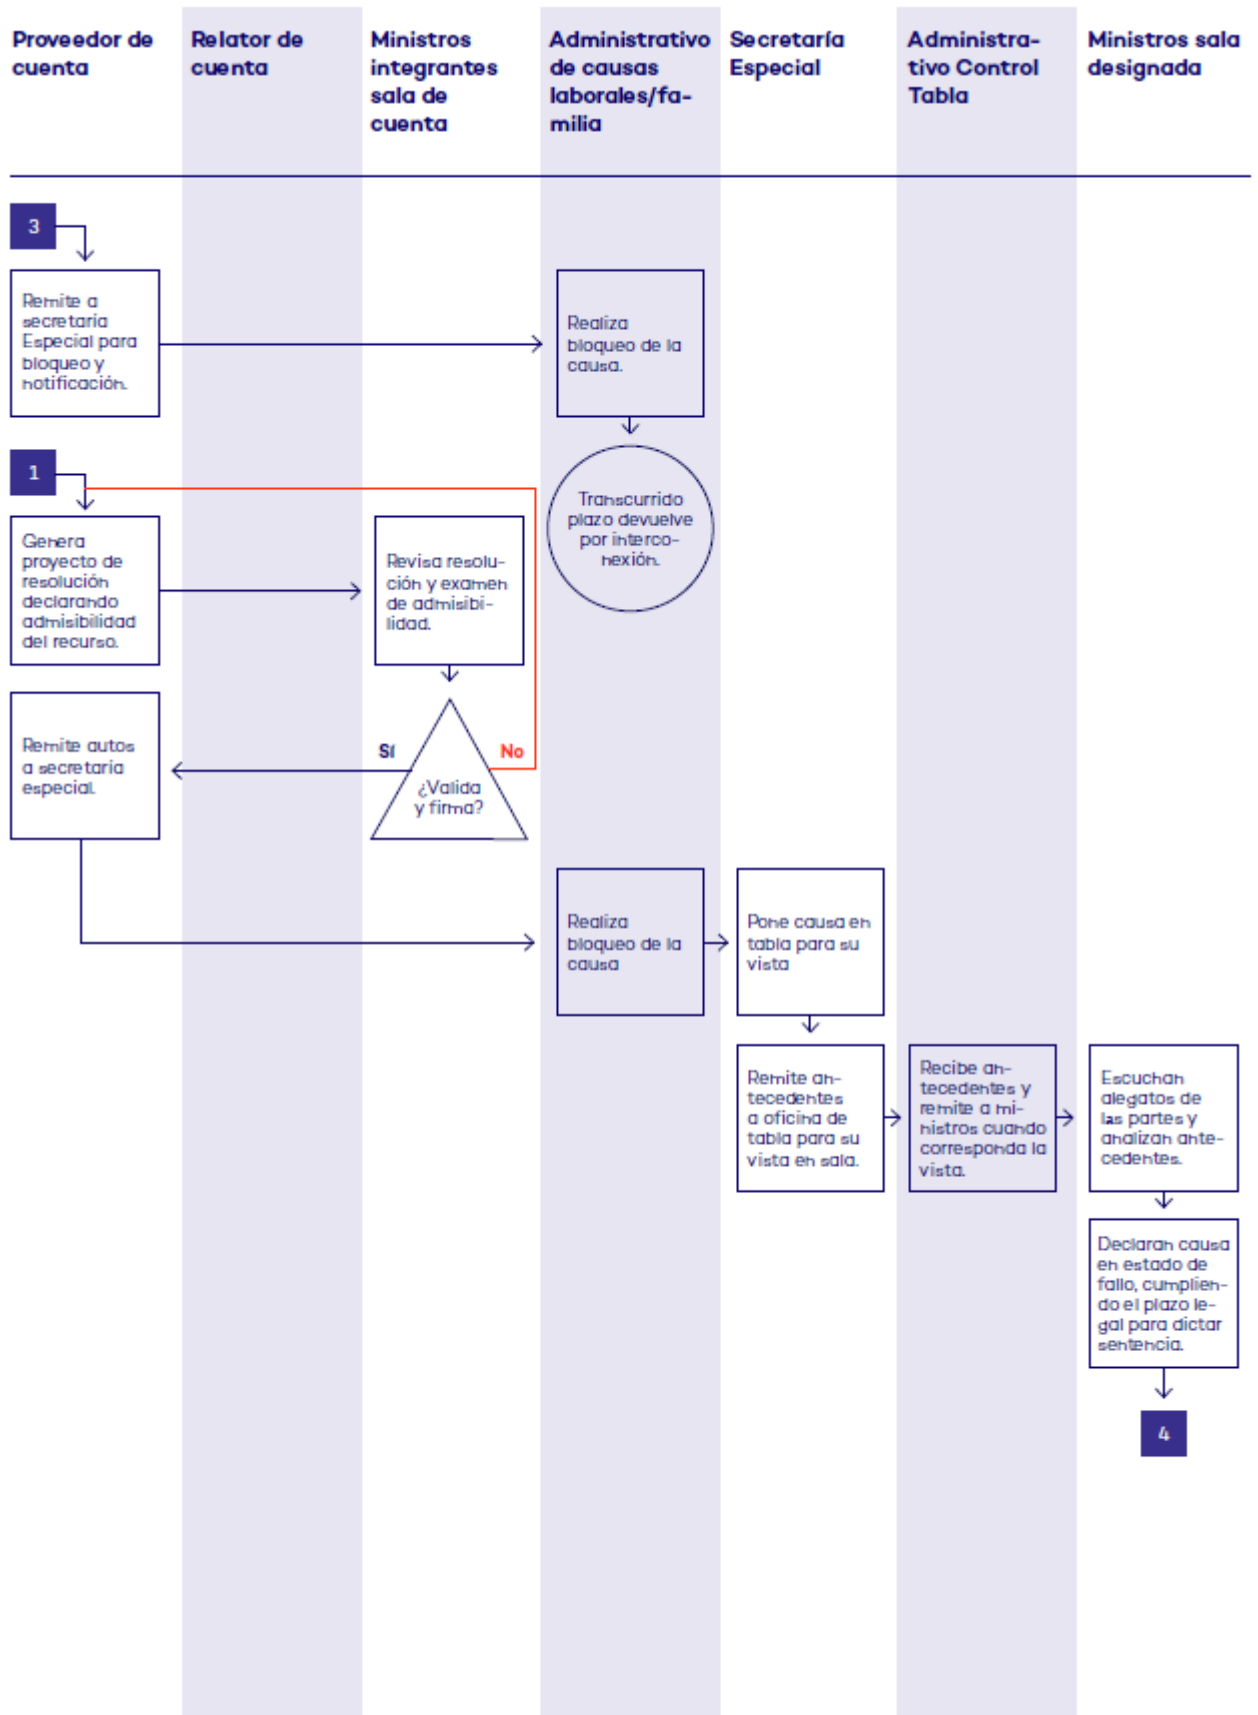 Proveedor de
cuenta
Relator de
cuenta
Ministros
integrantes
sala de
cuenta
Administrativo
de causas
laborales/fa-
milia
Secretaría
Especial
Administra-
tivo Control
Tabla
Ministros sala
designada
3
Remite a
secretaría
Especial para
bloqueo y
notificación.
Realiza
bloqueo de la
causa.
Transcurrido
plazo devuelve
por interco-
nexión.
1
Genera
proyecto de
resolución
declarando
admisibilidad
del recurso.
Revisa resolu-
ción y examen
de admisibi-
lidad.
Sí
No
¿Valida
y firma?
Remite autos
a secretaría
especial.
Realiza
bloqueo de la
causa
Pone causa en
tabla para su
vista
Remite an-
tecedentes
a oficina de
tabla para su
vista en sala.
Recibe an-
tecedentes y
remite a mi-
nistros cuando
corresponda la
vista.
Escuchan
alegatos de
las partes y
analizan ante-
cedentes.
Declaran causa
en estado de
fallo, cumplien-
do el plazo le-
gal para dictar
sentencia.
4